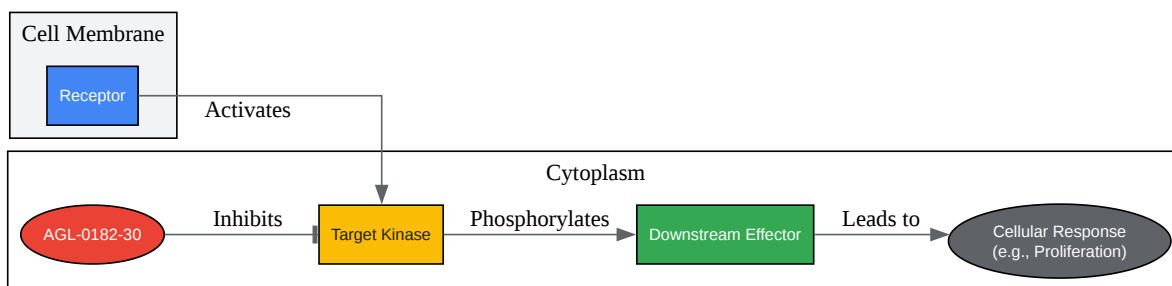 Cell Membrane
Receptor
Activates
Cytoplasm
AGL-0182-30
Inhibits
Target Kinase
Phosphorylates
Downstream Effector
Leads to
Cellular Response
(e.g., Proliferation)